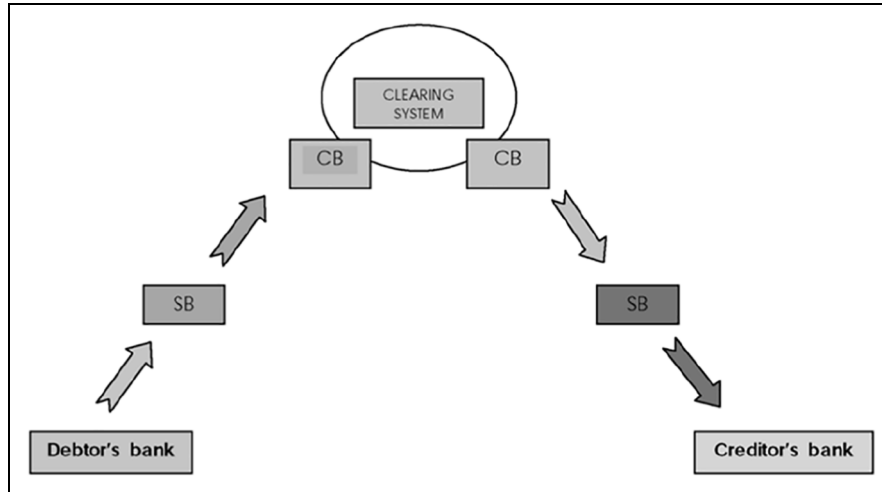 CLEARING
SYSTEM
CB
CB
SB
SB
Debtor's bank
Creditor's bank